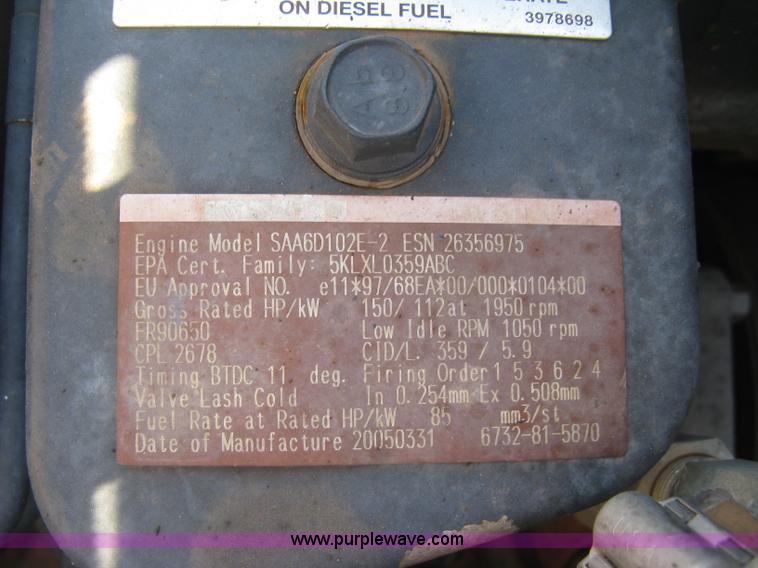 ON DIESEL FUEL
3978698
8.8
Engine Model SAA6D102E-2 ESN 26356975
EPA Cert. Family: 5KLXL0359ABC
EU Approval NO. e11*97/68EA*00/000*0104*00
Gross Rated HP/kW 150/ 112 at 1950 rpm
FR90650 Low Idle RPM 1050 rpm
CPL 2678 CID/L. 359 / 5.9
Timing BTDC 11 deg. Firing Order 1 5 3 6 2 4
Valve Lash Cold In 0.254mm Ex 0.508mm
Fuel Rate at Rated HP/kW 85 mm3/st
Date of Manufacture 20050331 6732-81-5870
www.purplewave.com